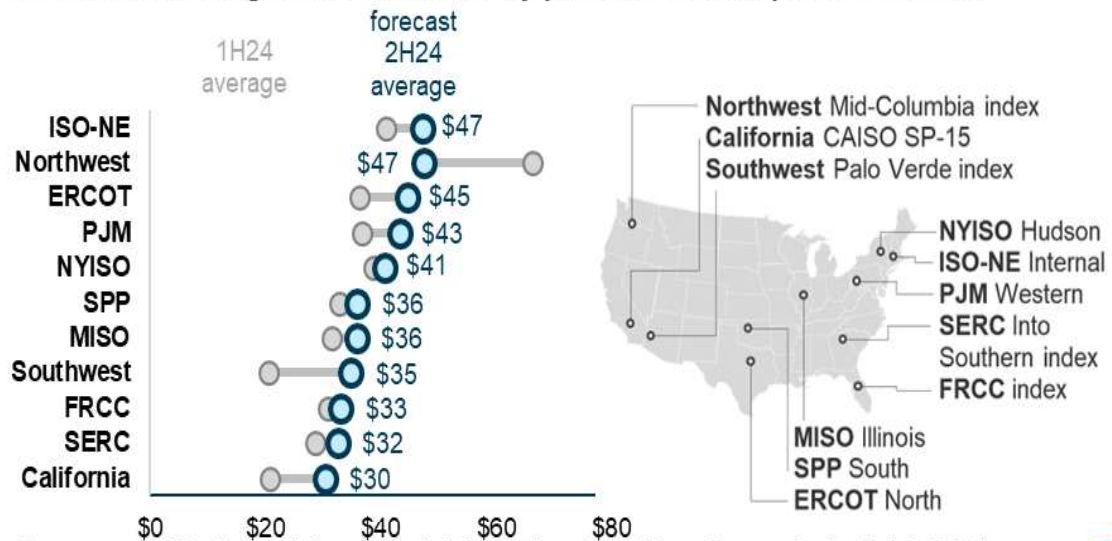 forecast
1H24
2H24
average
average
ISO-NE
$47
Northwest
$47
ERCOT
$45
PJM
$43
NYISO
$41
SPP
$36
MISO
$36
Southwest
$35
FRCC
$33
SERC
$32
California
$30
$0
$20
$40
$60
$80
Northwest Mid-Columbia index
California CAISO SP-15
Southwest Palo Verde index
NYISO Hudson
ISO-NE Internal
PJM Western
SERC Into
Southern index
FRCC index
MISO Illinois
SPP South
ERCOT North